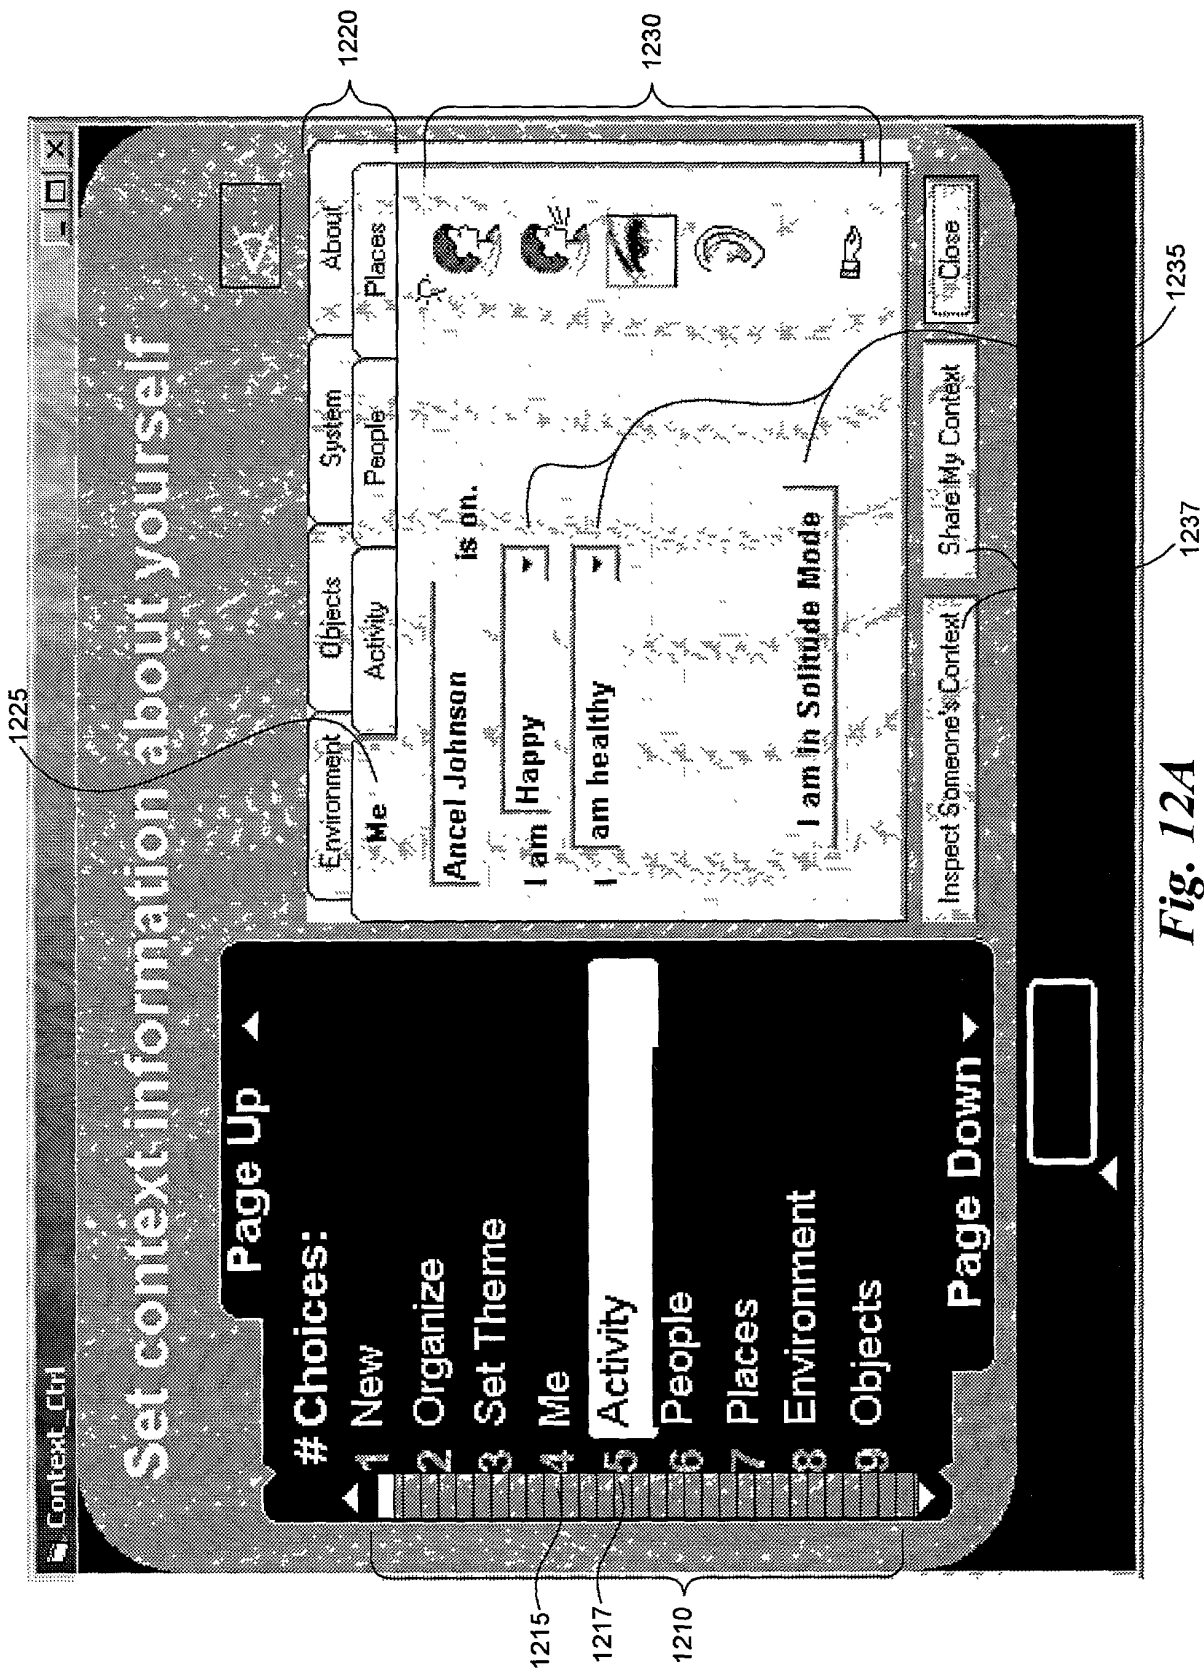 Context_Ctrl
Set context information about yourself
Page Up
# Choices:
1 New
2 Organize
3 Set Theme
4 Me
5 Activity
6 People
7 Places
8 Environment
9 Objects
Page Down
Environment Objects System About
Me Activity People Places
Ancel Johnson is on.
I am Happy
I am healthy
I am in Solitude Mode
Inspect Someone's Context Share My Context Close
1210
1215
1217
1220
1225
1230
1235
1237
Fig. 12A